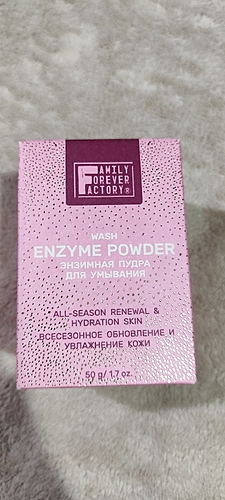 FAMILY
FOREVER
FACTORY®
WASH
ENZYME POWDER
ЭНЗИМНАЯ ПУДРА
ДЛЯ УМЫВАНИЯ
ALL-SEASON RENEWAL &
HYDRATION SKIN
ВСЕСЕЗОННОЕ ОБНОВЛЕНИЕ И
УВЛАЖНЕНИЕ КОЖИ
50 g/ 1.7 oz.